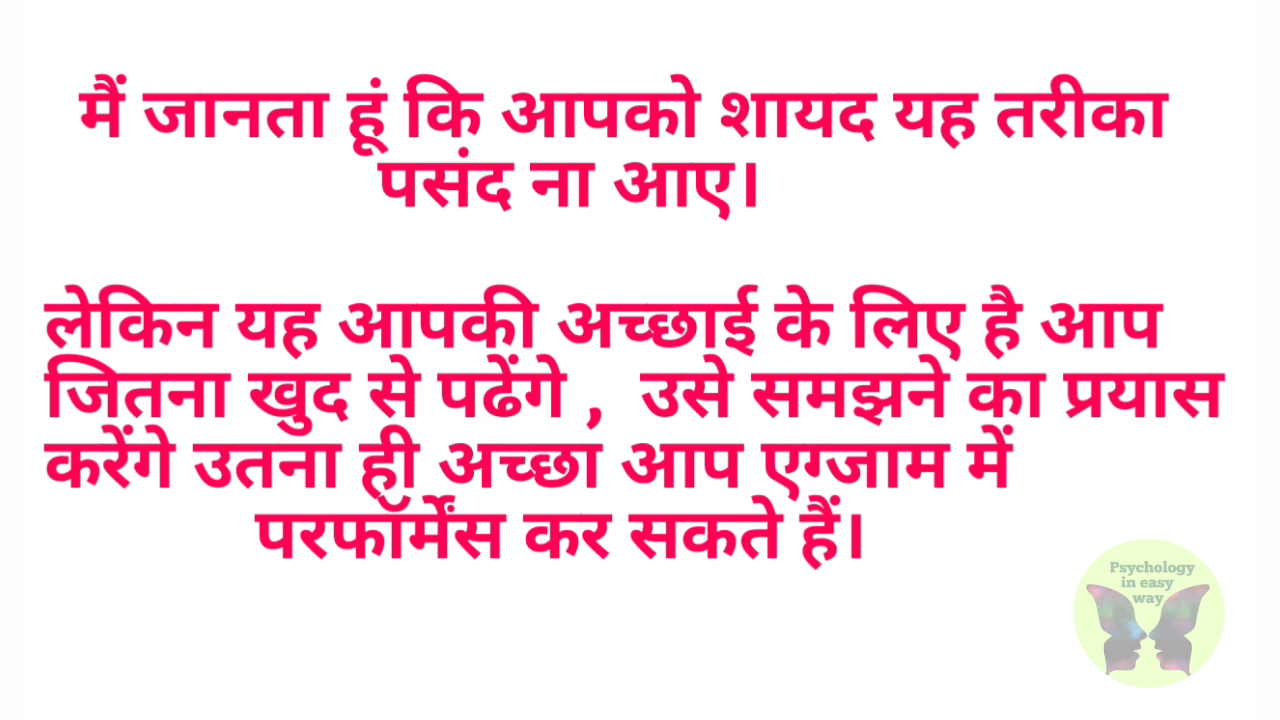 मैं जानता हूं कि आपको शायद यह तरीका
पसंद ना आए।
लेकिन यह आपकी अच्छाई के लिए है आप
जितना खुद से पढेंगे , उसे समझने का प्रयास
करेंगे उतना ही अच्छा आप एग्जाम में
परफॉर्मेंस कर सकते हैं।
Psychology
in easy
way